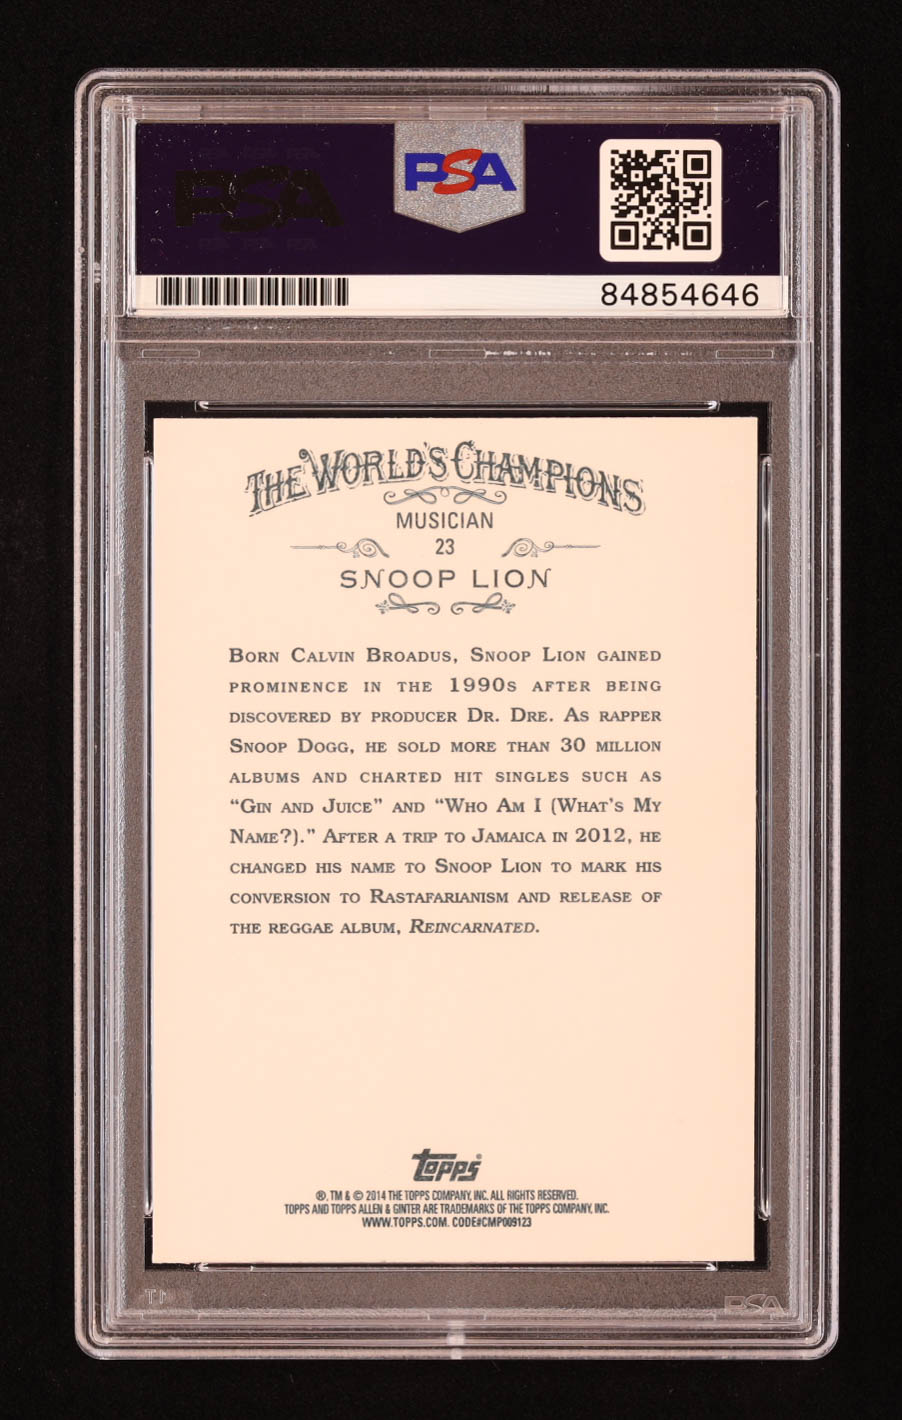 PSA
PSA
84854646
THE WORLD'S CHAMPIONS
MUSICIAN
23
SNOOP LION
BORN CALVIN BROADUS, SNOOP LION GAINED
PROMINENCE IN THE 1990S AFTER BEING
DISCOVERED BY PRODUCER DR. DRE. AS RAPPER
SNOOP DOGG, HE SOLD MORE THAN 30 MILLION
ALBUMS AND CHARTED HIT SINGLES SUCH AS
“GIN AND JUICE” AND “WHO AM I (WHAT'S MY
NAME?).” AFTER A TRIP TO JAMAICA IN 2012, HE
CHANGED HIS NAME TO SNOOP LION TO MARK HIS
CONVERSION TO RASTAFARIANISM AND RELEASE OF
THE REGGAE ALBUM, REINCARNATED.
topps
®, TM & © 2014 THE TOPPS COMPANY, INC. ALL RIGHTS RESERVED.
TOPPS AND TOPPS ALLEN & GINTER ARE TRADEMARKS OF THE TOPPS COMPANY, INC.
WWW.TOPPS.COM. CODE#CMP009123
PSA